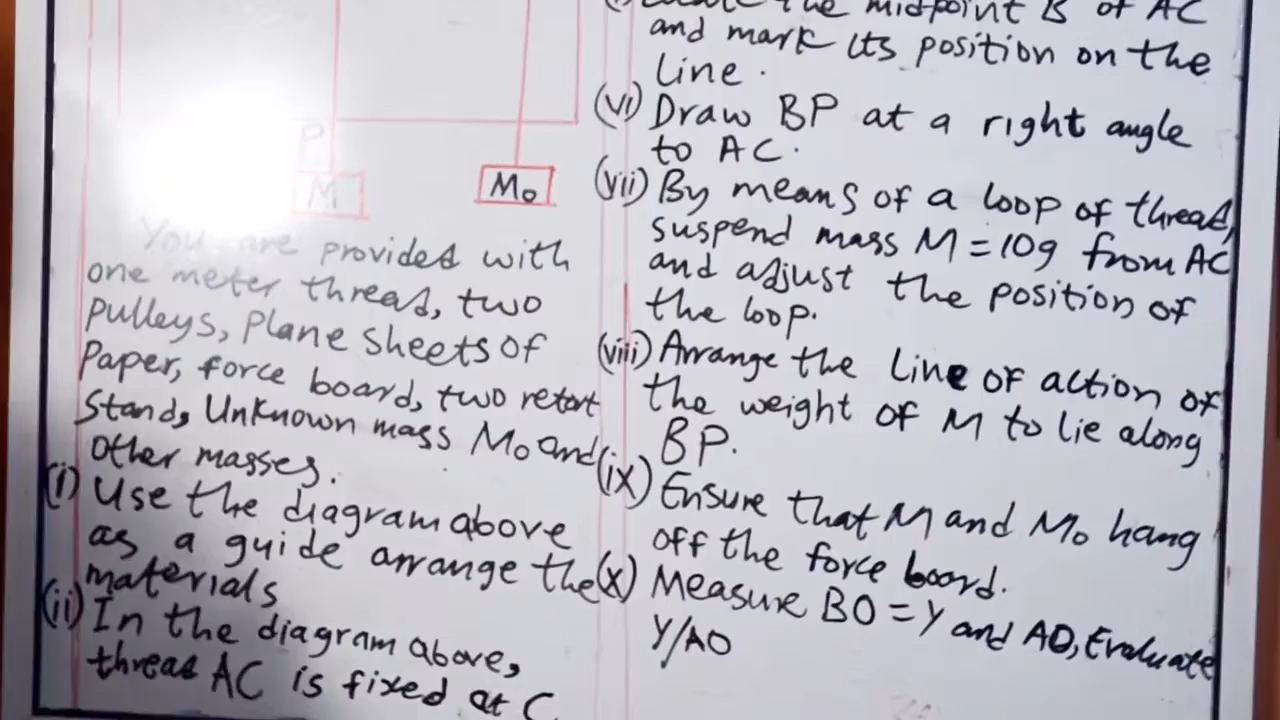 P
M
Mo
You are provided with
one meter thread, two
Pulleys, Plane sheets of
Paper, force board, two retort
Stand, Unknown mass Mo and
other masses.
(i) Use the diagram above
as a guide arrange the
materials
(ii) In the diagram above,
thread AC is fixed at C
the midpoint B of AC
and mark its position on the
line.
(vi) Draw BP at a right angle
to AC.
(vii) By means of a loop of thread,
suspend mass M = 10g from AC
and adjust the position of
the loop.
(viii) Arrange the line of action of
the weight of M to lie along
BP.
(ix) Ensure that M and Mo hang
off the force board.
(x) Measure BO = Y and AO, Evaluate
Y/AO